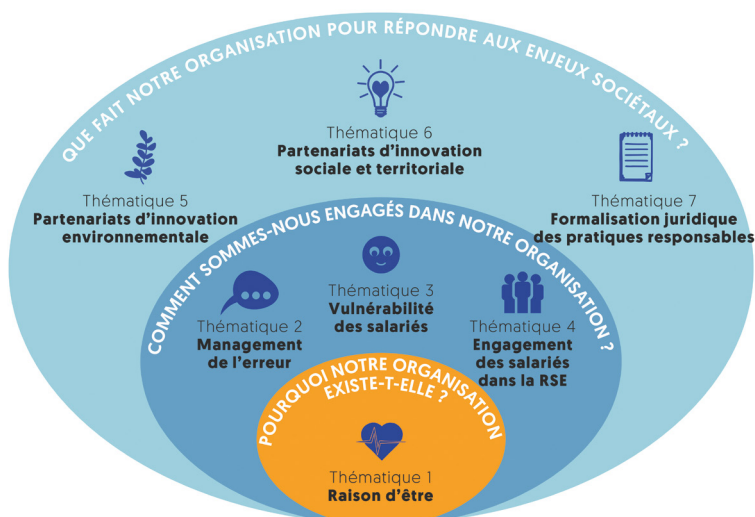 QUE FAIT NOTRE ORGANISATION POUR RÉPONDRE AUX ENJEUX SOCIÉTAUX ?
Thématique 6
Partenariats d'innovation
sociale et territoriale
Thématique 5
Partenariats d'innovation
environnementale
Thématique 7
Formalisation juridique
des pratiques responsables
COMMENT SOMMES-NOUS ENGAGÉS DANS NOTRE ORGANISATION ?
Thématique 2
Management
de l'erreur
Thématique 3
Vulnérabilité
des salariés
Thématique 4
Engagement
des salariés
dans la RSE
POURQUOI NOTRE ORGANISATION
EXISTE-T-ELLE ?
Thématique 1
Raison d'être